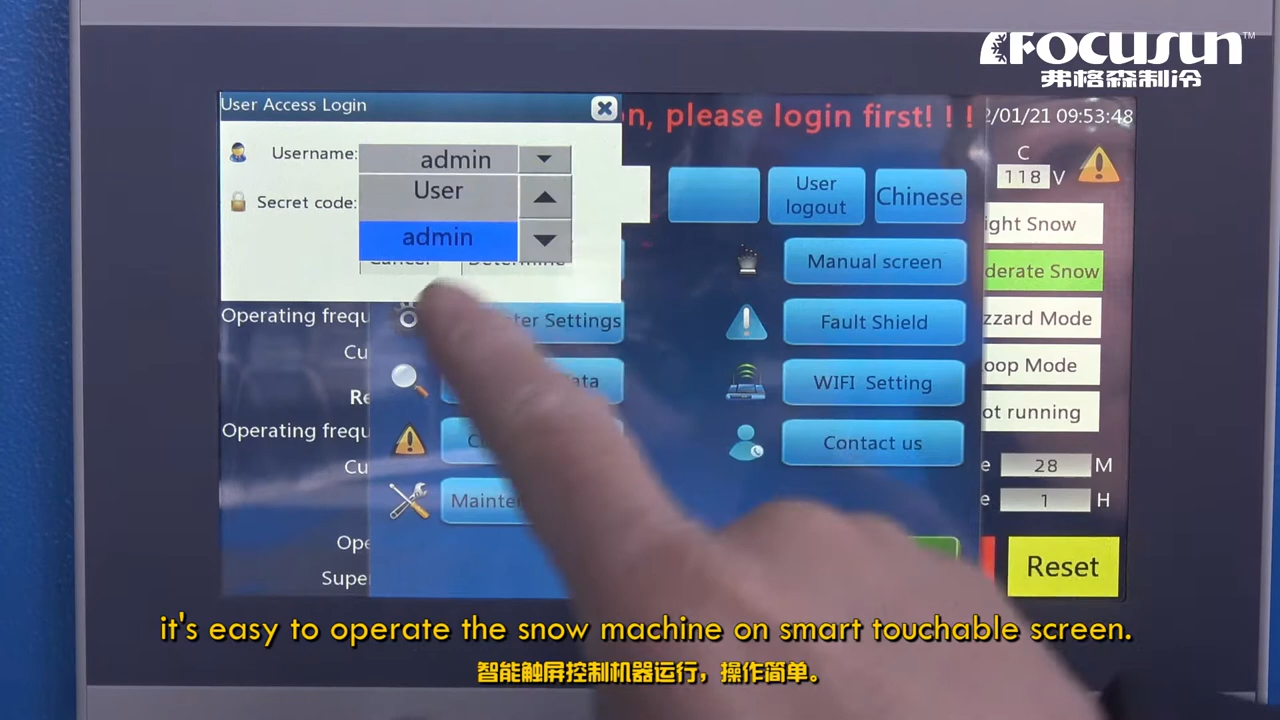 FOCUSUN™
弗格森制冷
User Access Login
n, please login first! ! !
2/01/21 09:53:48
Username:
admin
User
admin
Secret code:
User
logout
Chinese
C
118 V
ight Snow
Manual screen
derate Snow
Operating frequ
ter Settings
Fault Shield
zzard Mode
Cu
oop Mode
Re
ata
WIFI Setting
ot running
Operating frequ
Contact us
Cu
e 28 M
Mainte
e 1 H
Ope
Supe
Reset
it's easy to operate the snow machine on smart touchable screen.
智能触屏控制机器运行，操作简单。